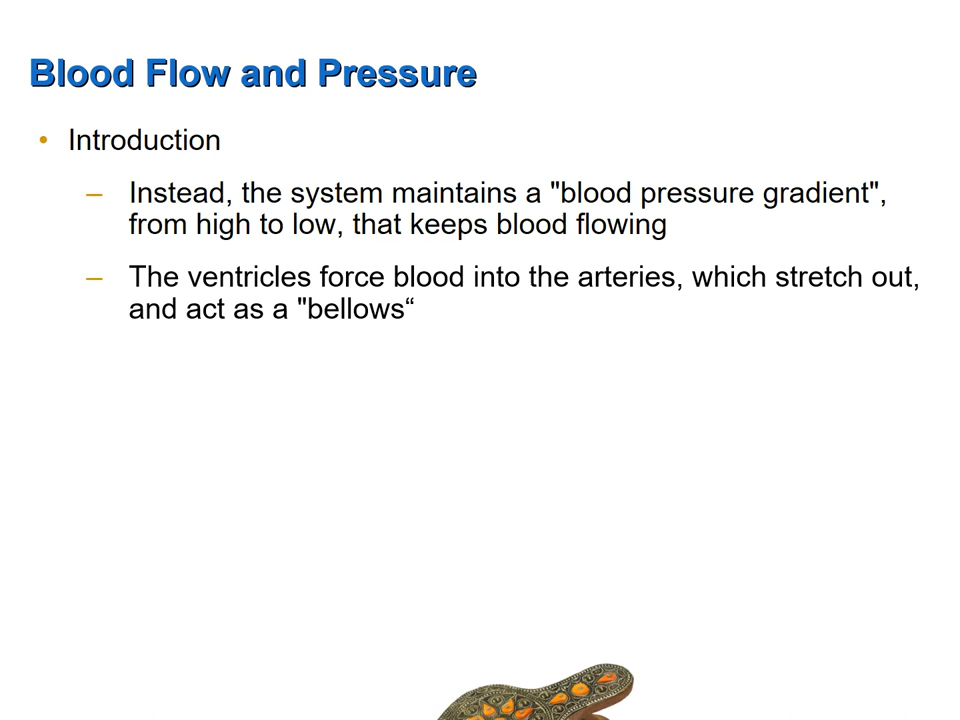 Blood Flow and Pressure
• Introduction
– Instead, the system maintains a "blood pressure gradient",
from high to low, that keeps blood flowing
– The ventricles force blood into the arteries, which stretch out,
and act as a "bellows“